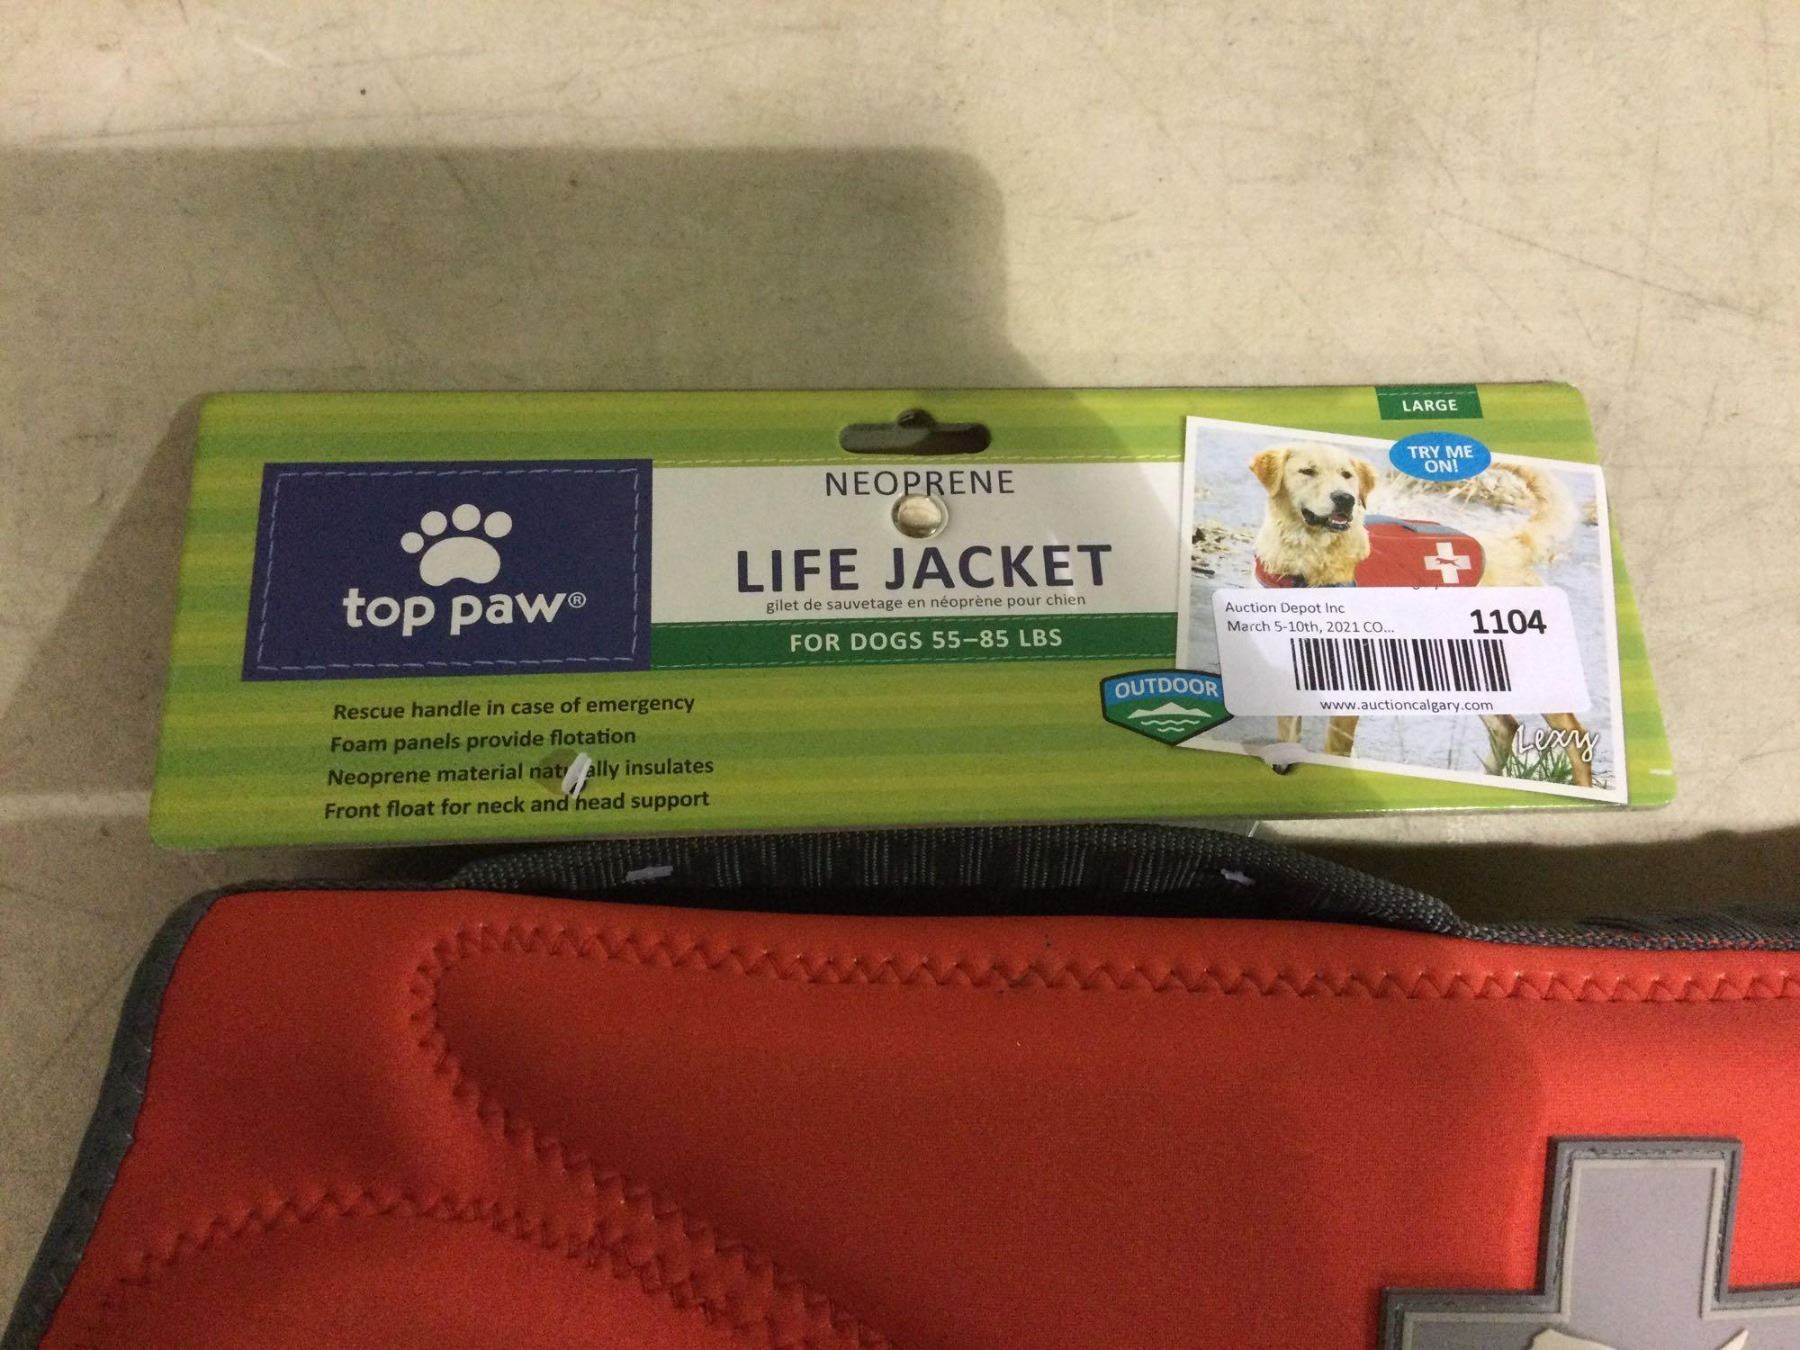 LARGE
TRY ME
ON!
NEOPRENE
LIFE JACKET
gilet de sauvetage en néoprène pour chien
FOR DOGS 55–85 LBS
top paw®
Rescue handle in case of emergency
Foam panels provide flotation
Neoprene material naturally insulates
Front float for neck and head support
OUTDOOR
Auction Depot Inc
March 5-10th, 2021 CO...
1104
www.auctioncalgary.com
Lexy